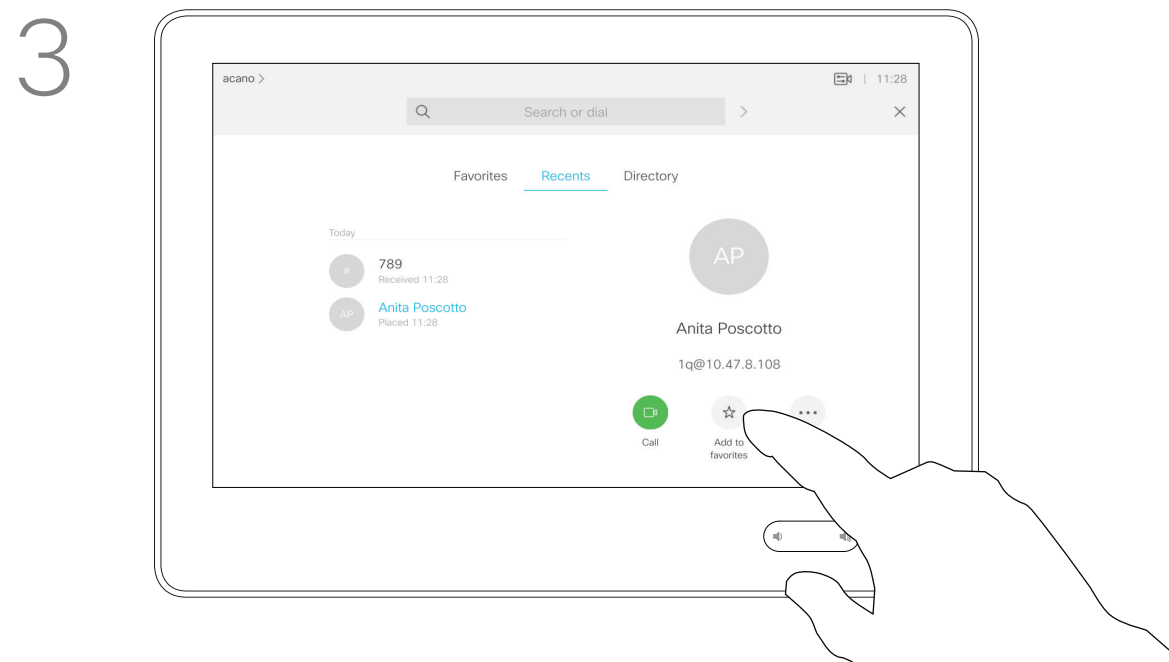 3
acano >
11:28
Search or dial
Favorites Recents Directory
Today
#
789
Received 11:28
AP
Anita Poscotto
Placed 11:28
AP
Anita Poscotto
1q@10.47.8.108
Call
Add to
favorites